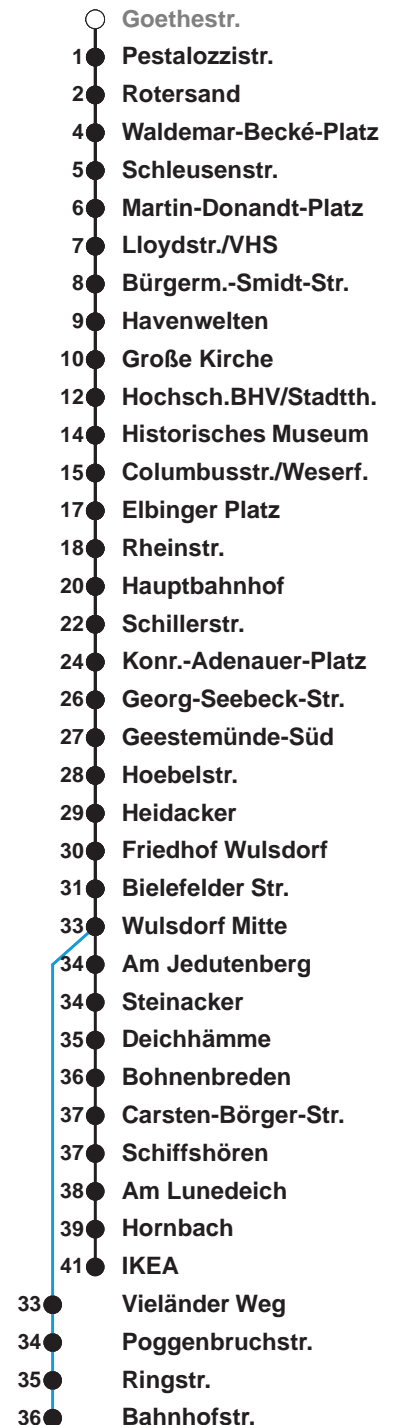 Goethestr.
1 Pestalozzistr.
2 Rotersand
4 Waldemar-Becké-Platz
5 Schleusenstr.
6 Martin-Donandt-Platz
7 Lloydstr./VHS
8 Bürgerm.-Smidt-Str.
9 Havenwelten
10 Große Kirche
12 Hochsch.BHV/Stadtth.
14 Historisches Museum
15 Columbusstr./Weserf.
17 Elbinger Platz
18 Rheinstr.
20 Hauptbahnhof
22 Schillerstr.
24 Konr.-Adenauer-Platz
26 Georg-Seebeck-Str.
27 Geestemünde-Süd
28 Hoebelstr.
29 Heidacker
30 Friedhof Wulsdorf
31 Bielefelder Str.
33 Wulsdorf Mitte
34 Am Jedutenberg
34 Steinacker
35 Deichhämme
36 Bohnenbreden
37 Carsten-Börger-Str.
37 Schiffshören
38 Am Lunedeich
39 Hornbach
41 IKEA
33 Vieländer Weg
34 Poggenbruchstr.
35 Ringstr.
36 Bahnhofstr.